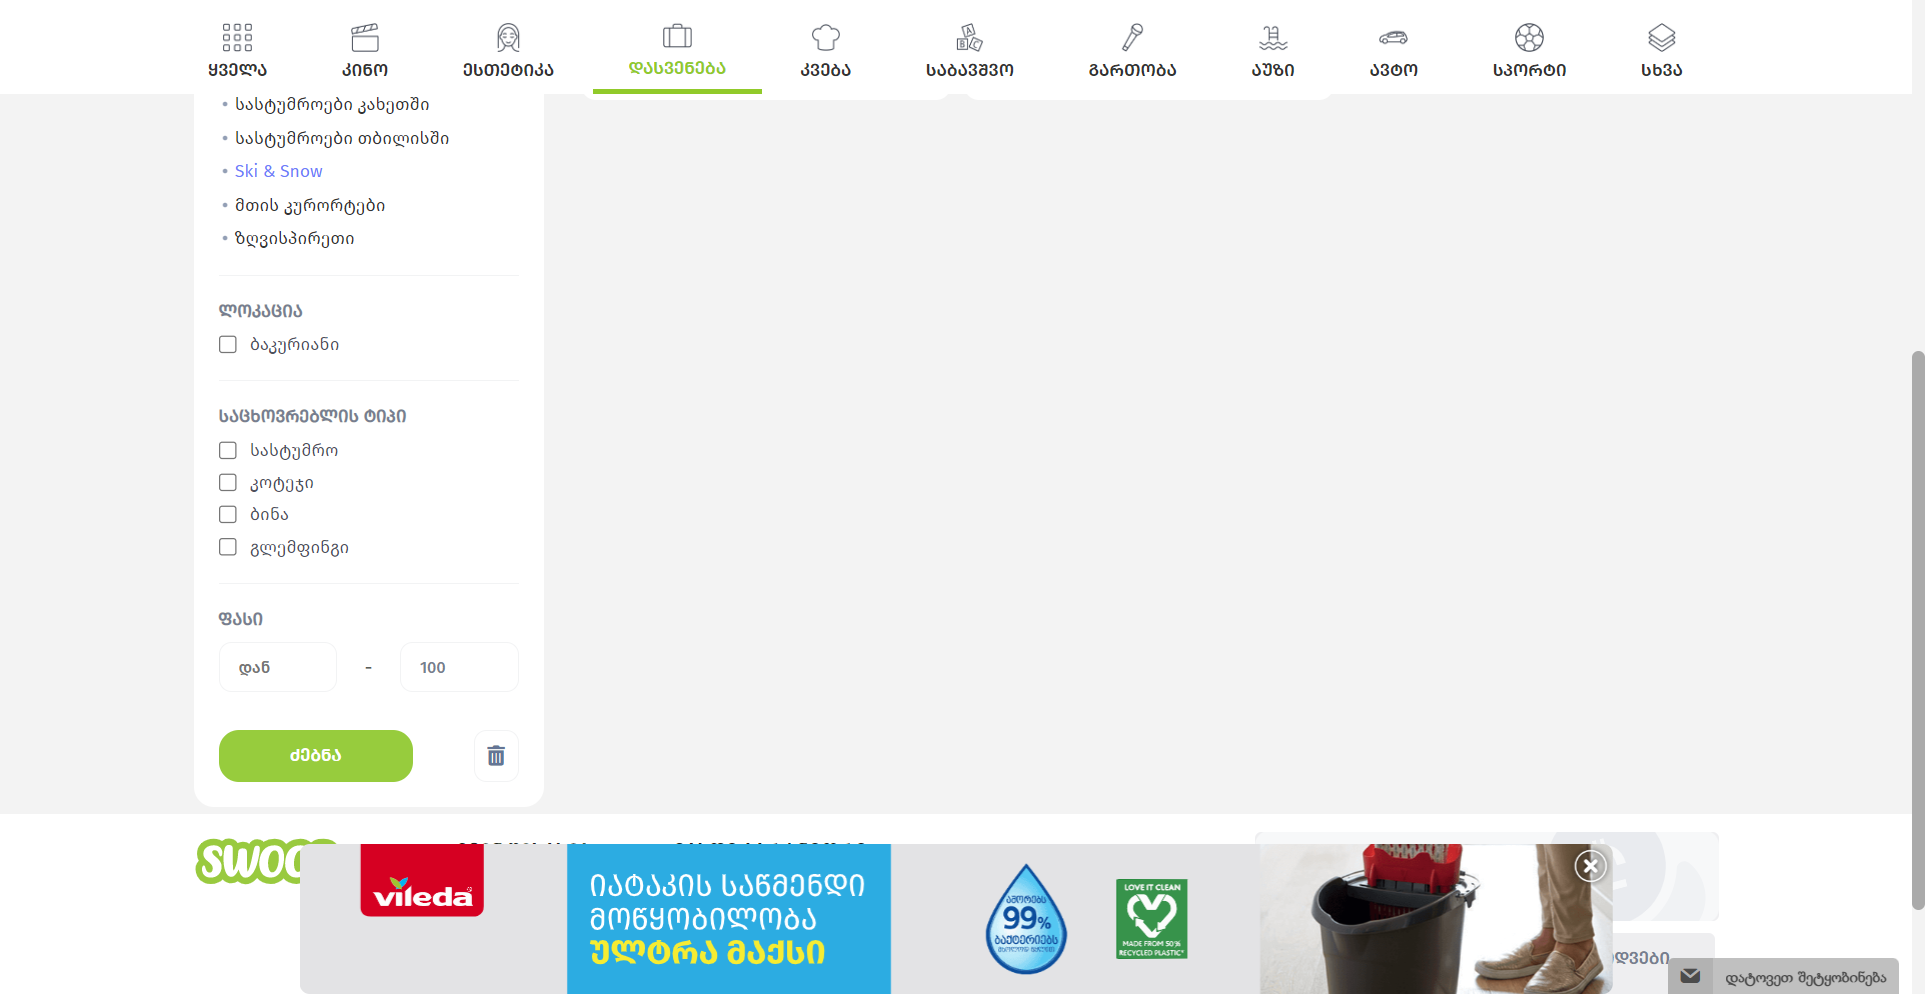 ყველა
კინო
ესთეტიკა
დასვენება
კვება
საბავშვო
გართობა
აუზი
ავტო
სპორტი
სხვა
• სასტუმროები კახეთში
• სასტუმროები თბილისში
• Ski & Snow
• მთის კურორტები
• ზღვისპირეთი
ლოკაცია
ბაკურიანი
საცხოვრებლის ტიპი
სასტუმრო
კოტეჯი
ბინა
გლემფინგი
ფასი
დან - 100
ძებნა
vileda
იატაკის საწმენდი
მოწყობილობა
ულტრა მაქსი
აშორებს
99%
ბაქტერიებს
LOVE IT CLEAN
MADE FROM 50%
RECYCLED PLASTIC*
დატოვეთ შეტყობინება